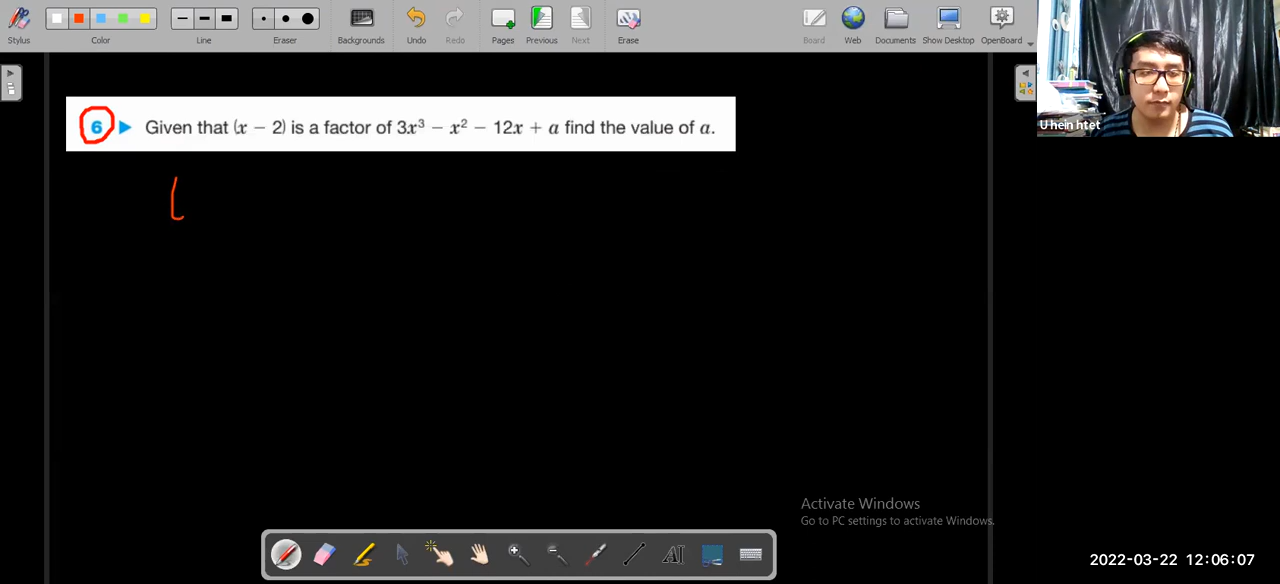 Stylus Color Line Eraser Backgrounds Undo Redo Pages Previous Next Erase Board Web Documents Show Desktop OpenBoard
U hein htet
6 ▶ Given that (x − 2) is a factor of 3x³ − x² − 12x + a find the value of a.
Activate Windows
Go to PC settings to activate Windows.
AI
2022-03-22 12:06:07